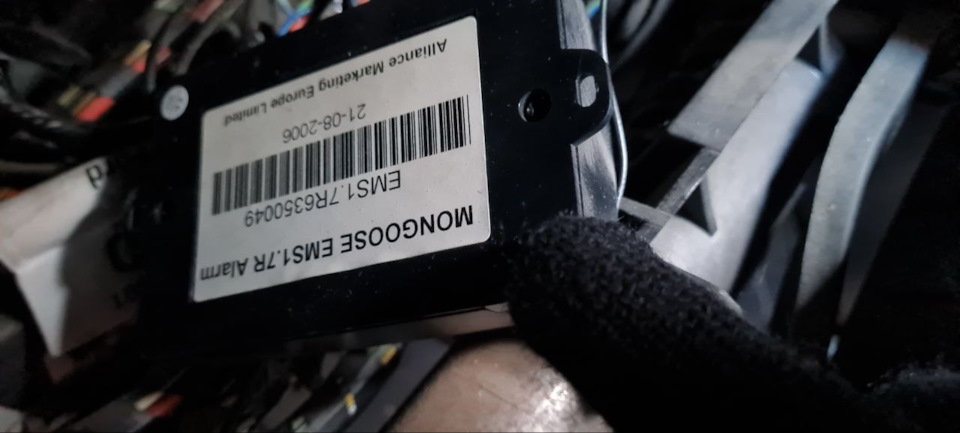 MONGOOSE EMS1.7R Alarm
EMS1.7R6350049
21-08-2006
Alliance Marketing Europe Limited